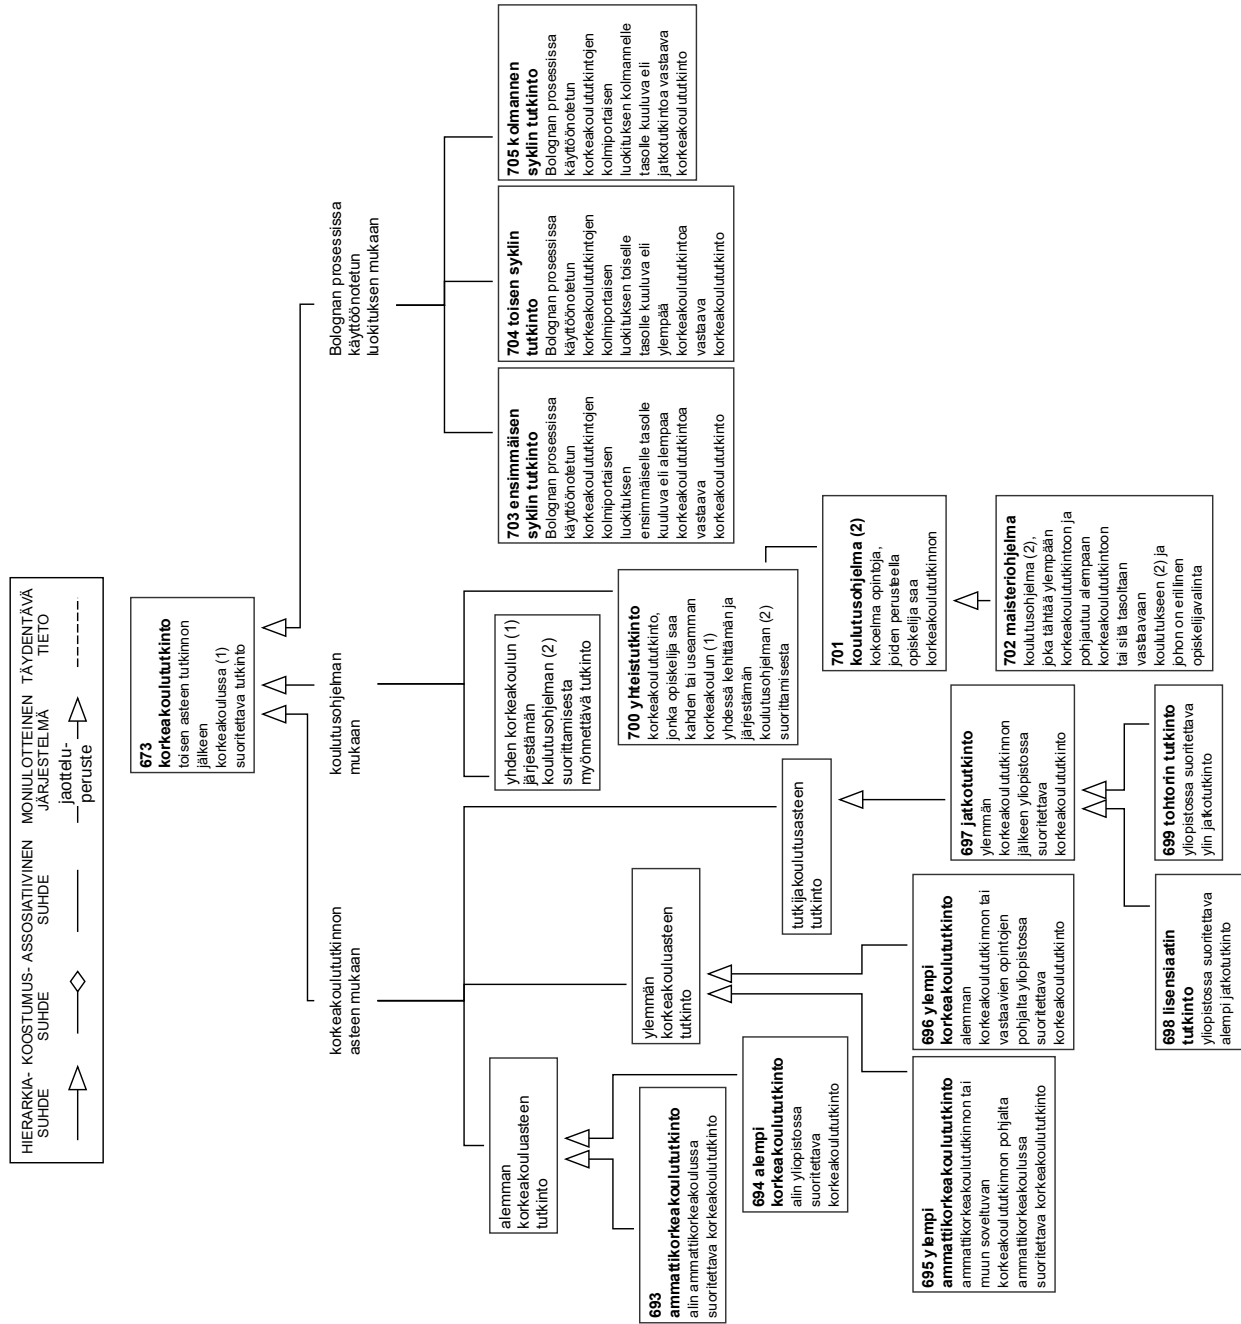 HIERARKIA-
SUHDE
KOOSTUMUS-
SUHDE
ASSOSIATIIVINEN
SUHDE
MONIULOTTEINEN
JÄRJESTELMÄ
jaottelu-
peruste
TÄYDENTÄVÄ
TIETO
673
korkeakoulututkinto
toisen asteen tutkinnon
jälkeen
korkeakoulussa (1)
suoritettava tutkinto
korkeakoulututkinnon
asteen mukaan
koulutusohjelman
mukaan
Bolognan prosessissa
käyttöönotetun
luokituksen mukaan
alemman
korkeakouluasteen
tutkinto
ylemmän
korkeakouluasteen
tutkinto
tutkijakoulutusasteen
tutkinto
yhden korkeakoulun (1)
järjestämän
koulutusohjelman (2)
suorittamisesta
myönnettävä tutkinto
700 yhteistutkinto
korkeakoulututkinto,
jonka opiskelija saa
kahden tai useamman
korkeakoulun (1)
yhdessä kehittämän ja
järjestämän
koulutusohjelman (2)
suorittamisesta
703 ensimmäisen
syklin tutkinto
Bolognan prosessissa
käyttöönotetun
korkeakoulututkintojen
kolmiportaisen
luokituksen
ensimmäiselle tasolle
kuuluva eli alempaa
korkeakoulututkintoa
vastaava
korkeakoulututkinto
704 toisen syklin
tutkinto
Bolognan prosessissa
käyttöönotetun
korkeakoulututkintojen
kolmiportaisen
luokituksen toiselle
tasolle kuuluva eli
ylempää
korkeakoulututkintoa
vastaava
korkeakoulututkinto
705 kolmannen
syklin tutkinto
Bolognan prosessissa
käyttöönotetun
korkeakoulututkintojen
kolmiportaisen
luokituksen kolmannelle
tasolle kuuluva eli
jatkotutkintoa vastaava
korkeakoulututkinto
693
ammattikorkeakoulututkinto
alin ammattikorkeakoulussa
suoritettava korkeakoulututkinto
694 alempi
korkeakoulututkinto
alin yliopistossa
suoritettava
korkeakoulututkinto
695 ylempi
ammattikorkeakoulututkinto
ammattikorkeakoulututkinnon tai
muun soveltuvan
korkeakoulututkinnon pohjalta
ammattikorkeakoulussa
suoritettava korkeakoulututkinto
696 ylempi
korkeakoulututkinto
alemman
korkeakoulututkinnon tai
vastaavien opintojen
pohjalta yliopistossa
suoritettava
korkeakoulututkinto
697 jatkotutkinto
ylemmän
korkeakoulututkinnon
jälkeen yliopistossa
suoritettava
korkeakoulututkinto
701
koulutusohjelma (2)
kokoelma opintoja,
joiden perusteella
opiskelija saa
korkeakoulututkinnon
698 lisensiaatin
tutkinto
yliopistossa suoritettava
alempi jatkotutkinto
699 tohtorin tutkinto
yliopistossa suoritettava
ylin jatkotutkinto
702 maisteriohjelma
koulutusohjelma (2),
joka tähtää ylempään
korkeakoulututkintoon ja
pohjautuu alempaan
korkeakoulututkintoon
tai sitä tasoltaan
vastaavaan
koulutukseen (2) ja
johon on erillinen
opiskelijavalinta